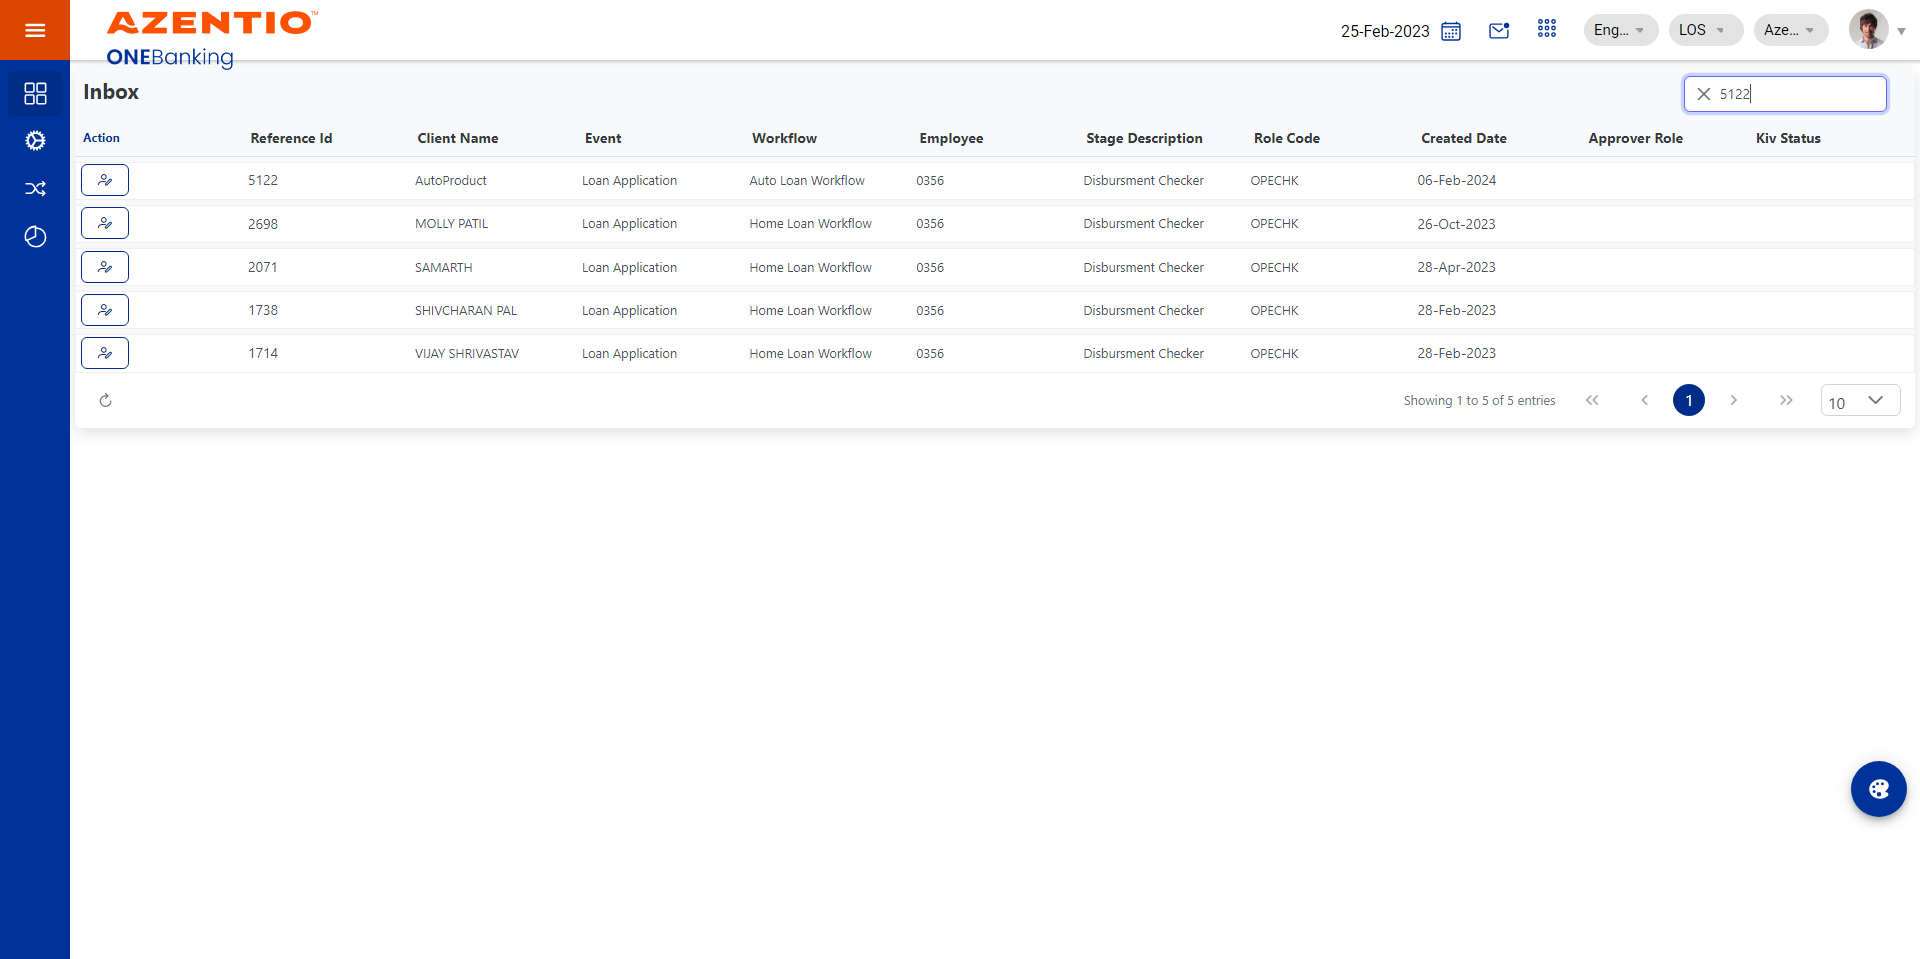 AZENTIO™
ONEBanking
25-Feb-2023 Eng... LOS Aze...
Inbox 5122
Action Reference Id Client Name Event Workflow Employee Stage Description Role Code Created Date Approver Role Kiv Status
5122 AutoProduct Loan Application Auto Loan Workflow 0356 Disbursment Checker OPECHK 06-Feb-2024
2698 MOLLY PATIL Loan Application Home Loan Workflow 0356 Disbursment Checker OPECHK 26-Oct-2023
2071 SAMARTH Loan Application Home Loan Workflow 0356 Disbursment Checker OPECHK 28-Apr-2023
1738 SHIVCHARAN PAL Loan Application Home Loan Workflow 0356 Disbursment Checker OPECHK 28-Feb-2023
1714 VIJAY SHRIVASTAV Loan Application Home Loan Workflow 0356 Disbursment Checker OPECHK 28-Feb-2023
Showing 1 to 5 of 5 entries 1 10